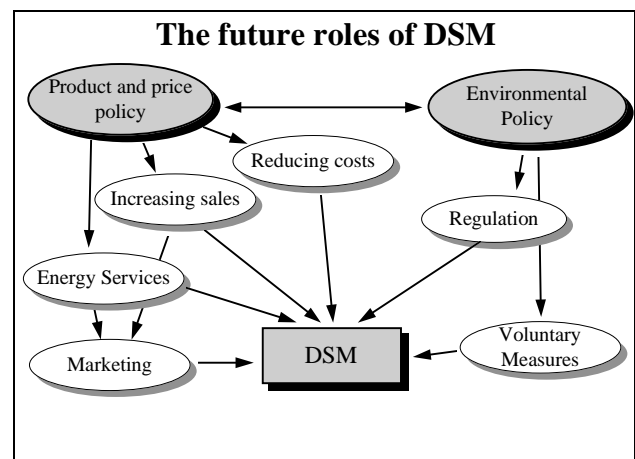 The future roles of DSM
Product and price
policy
Environmental
Policy
Reducing costs
Increasing sales
Regulation
Energy Services
Voluntary
Measures
DSM
Marketing